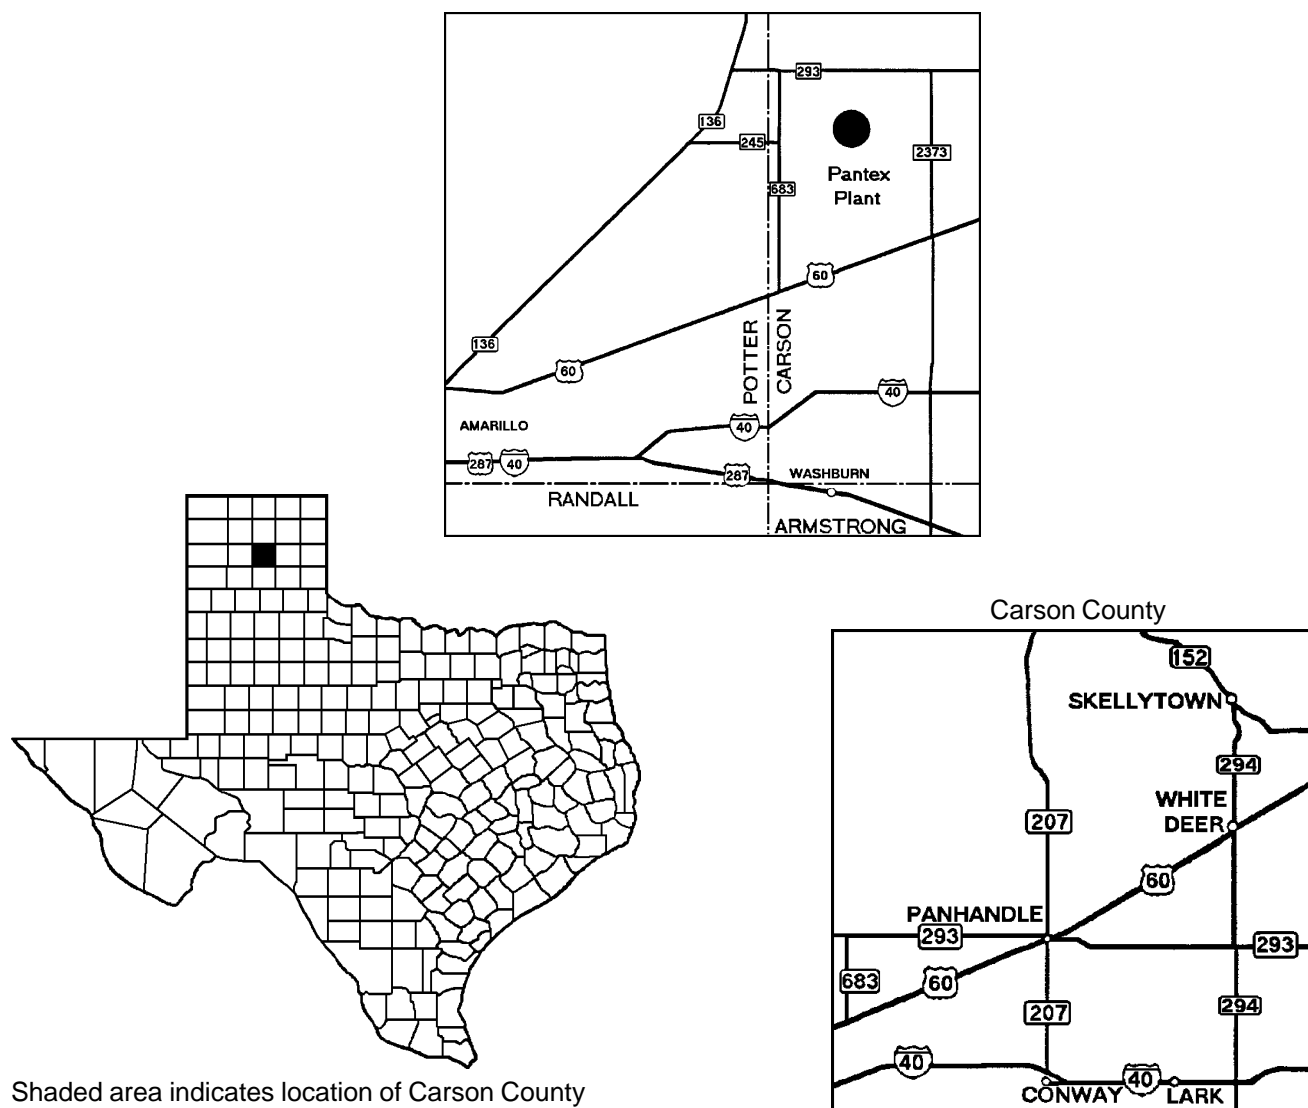 293
136
245
2373
Pantex
Plant
683
60
POTTER
CARSON
136
60
40
AMARILLO
40
287
40
287
WASHBURN
RANDALL
ARMSTRONG
Carson County
152
SKELLYTOWN
294
WHITE
DEER
207
60
PANHANDLE
293
293
683
60
207
294
40
40
CONWAY
LARK
Shaded area indicates location of Carson County